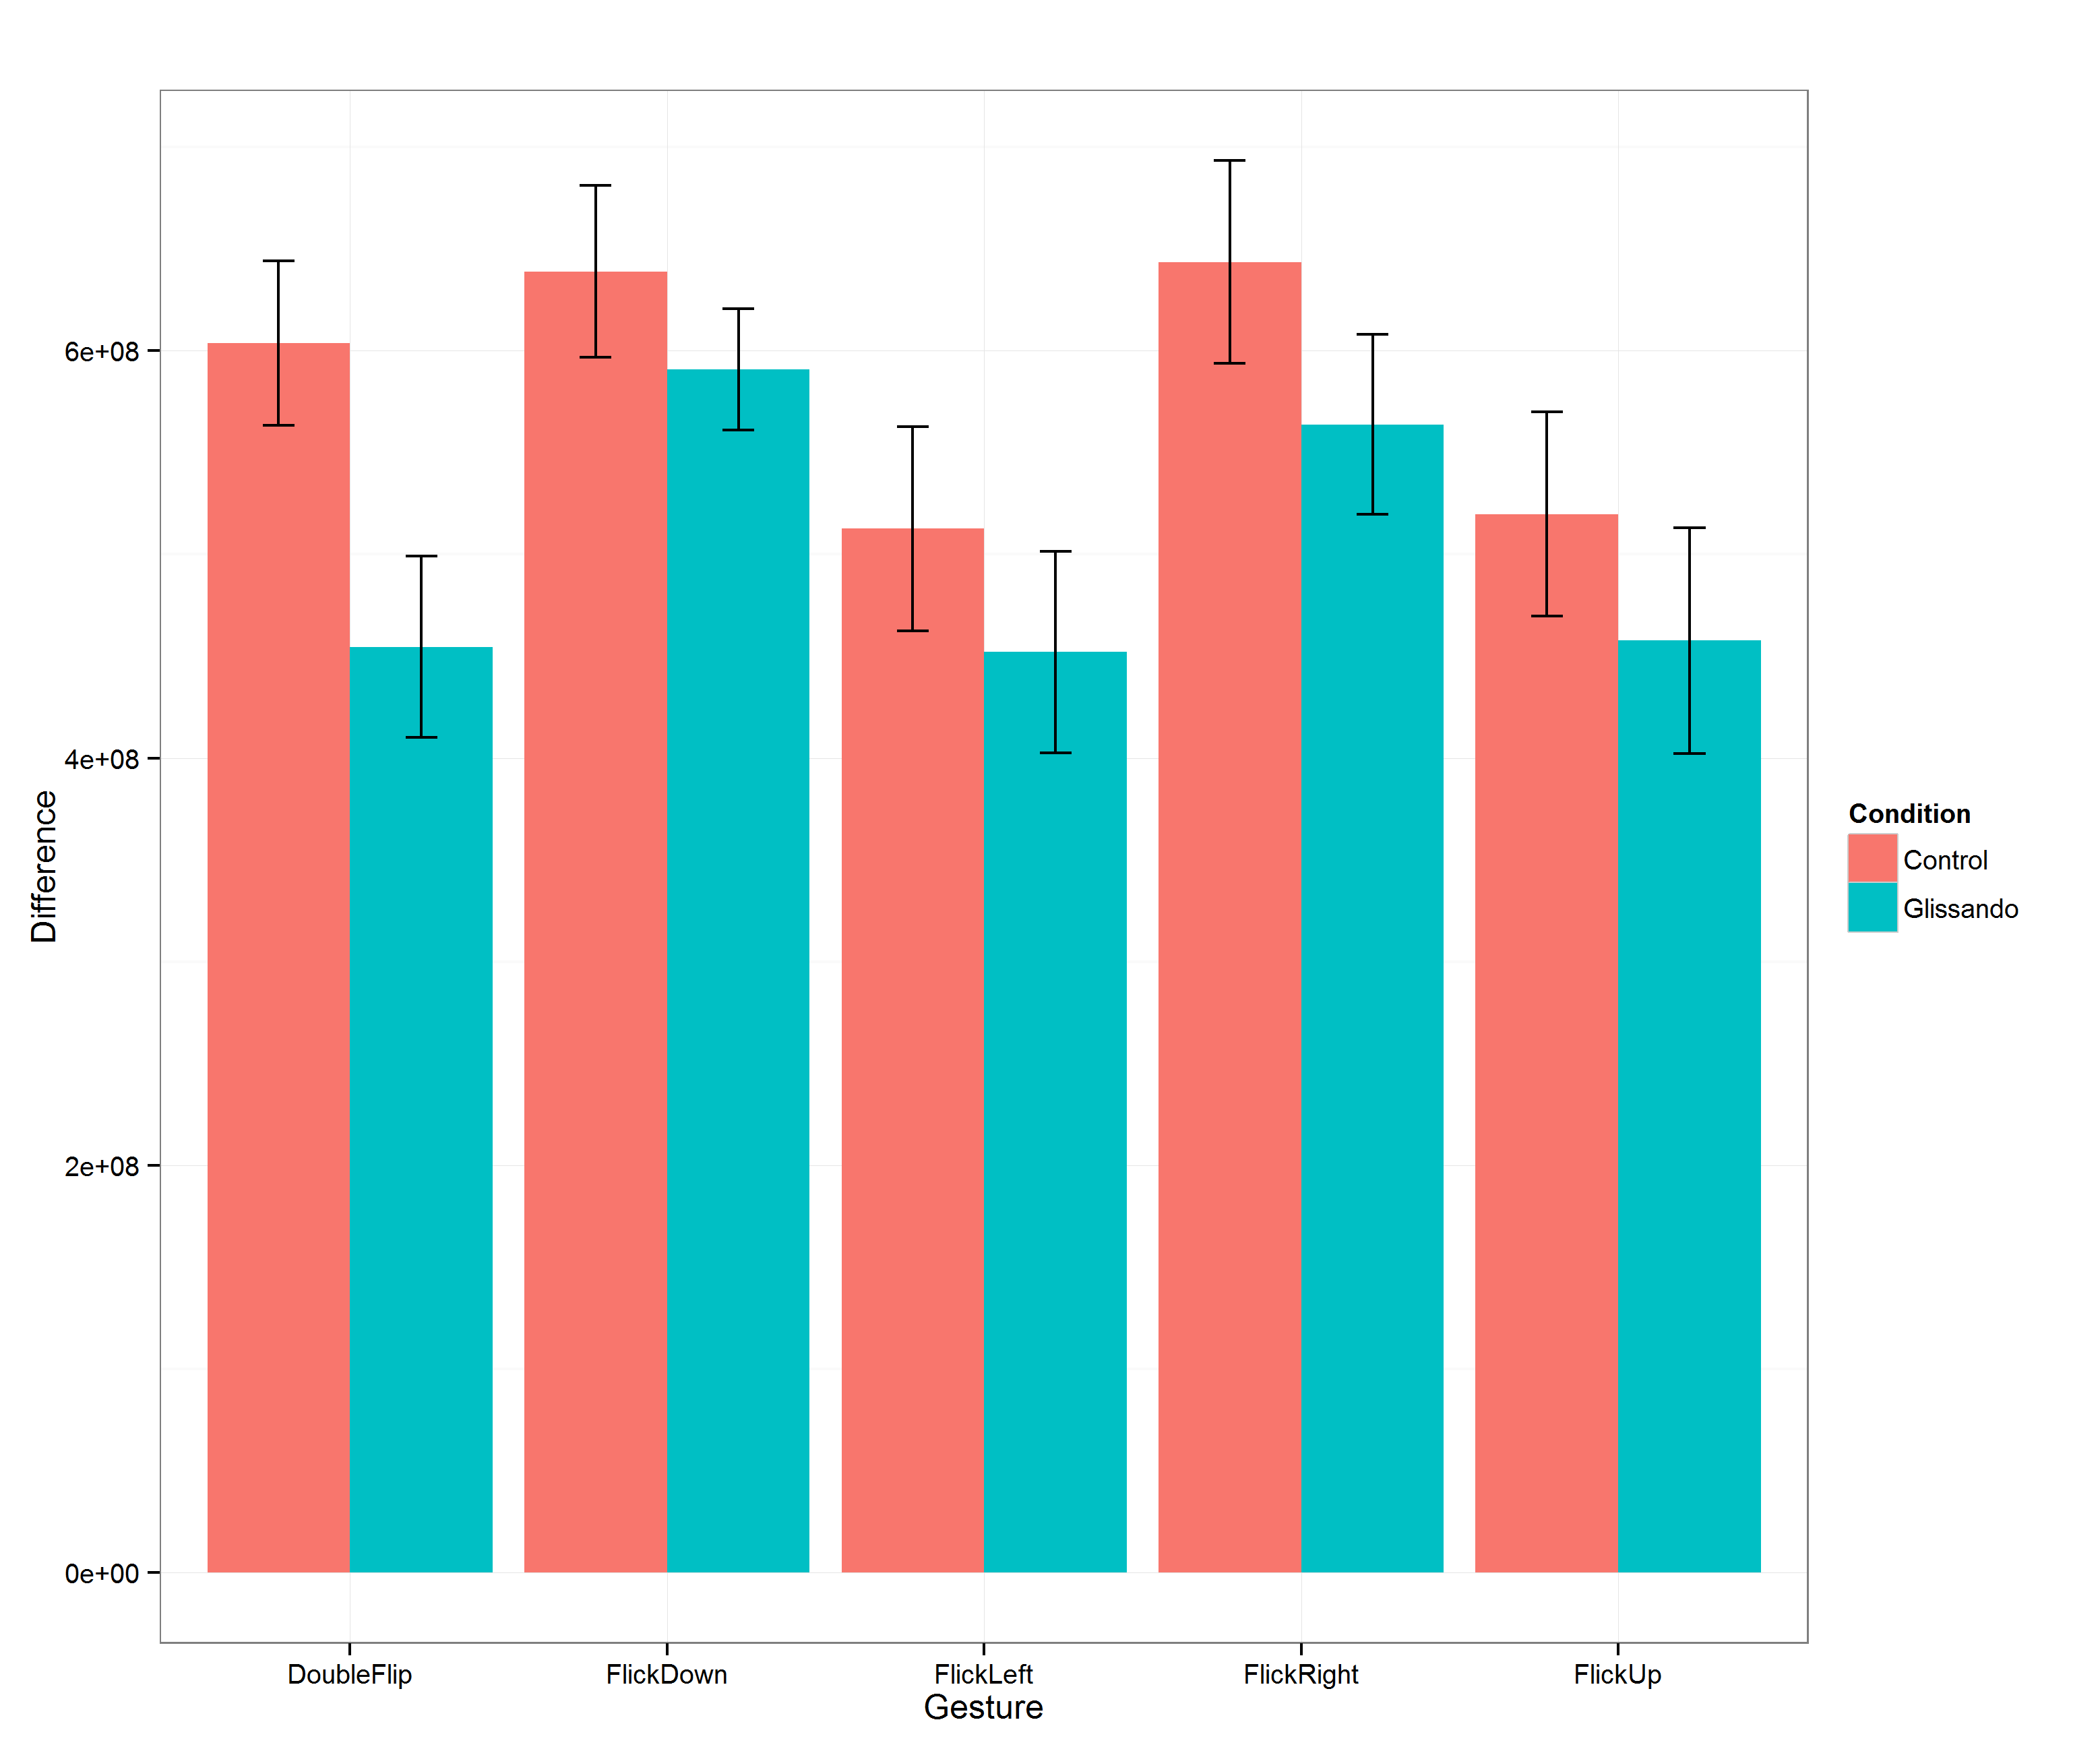 6e+08
4e+08
2e+08
0e+00
Difference
DoubleFlip
FlickDown
FlickLeft
FlickRight
FlickUp
Gesture
Condition
Control
Glissando